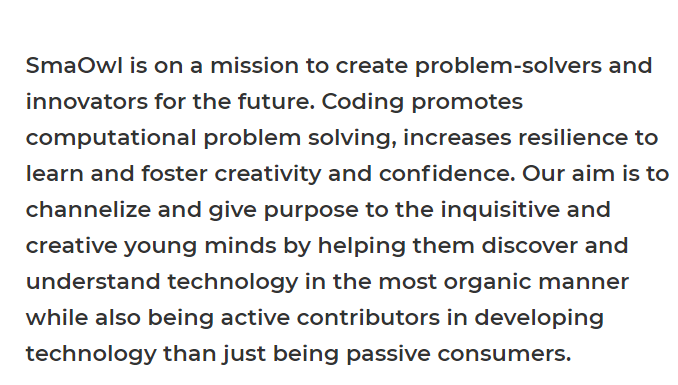 SmaOwl is on a mission to create problem-solvers and
innovators for the future. Coding promotes
computational problem solving, increases resilience to
learn and foster creativity and confidence. Our aim is to
channelize and give purpose to the inquisitive and
creative young minds by helping them discover and
understand technology in the most organic manner
while also being active contributors in developing
technology than just being passive consumers.